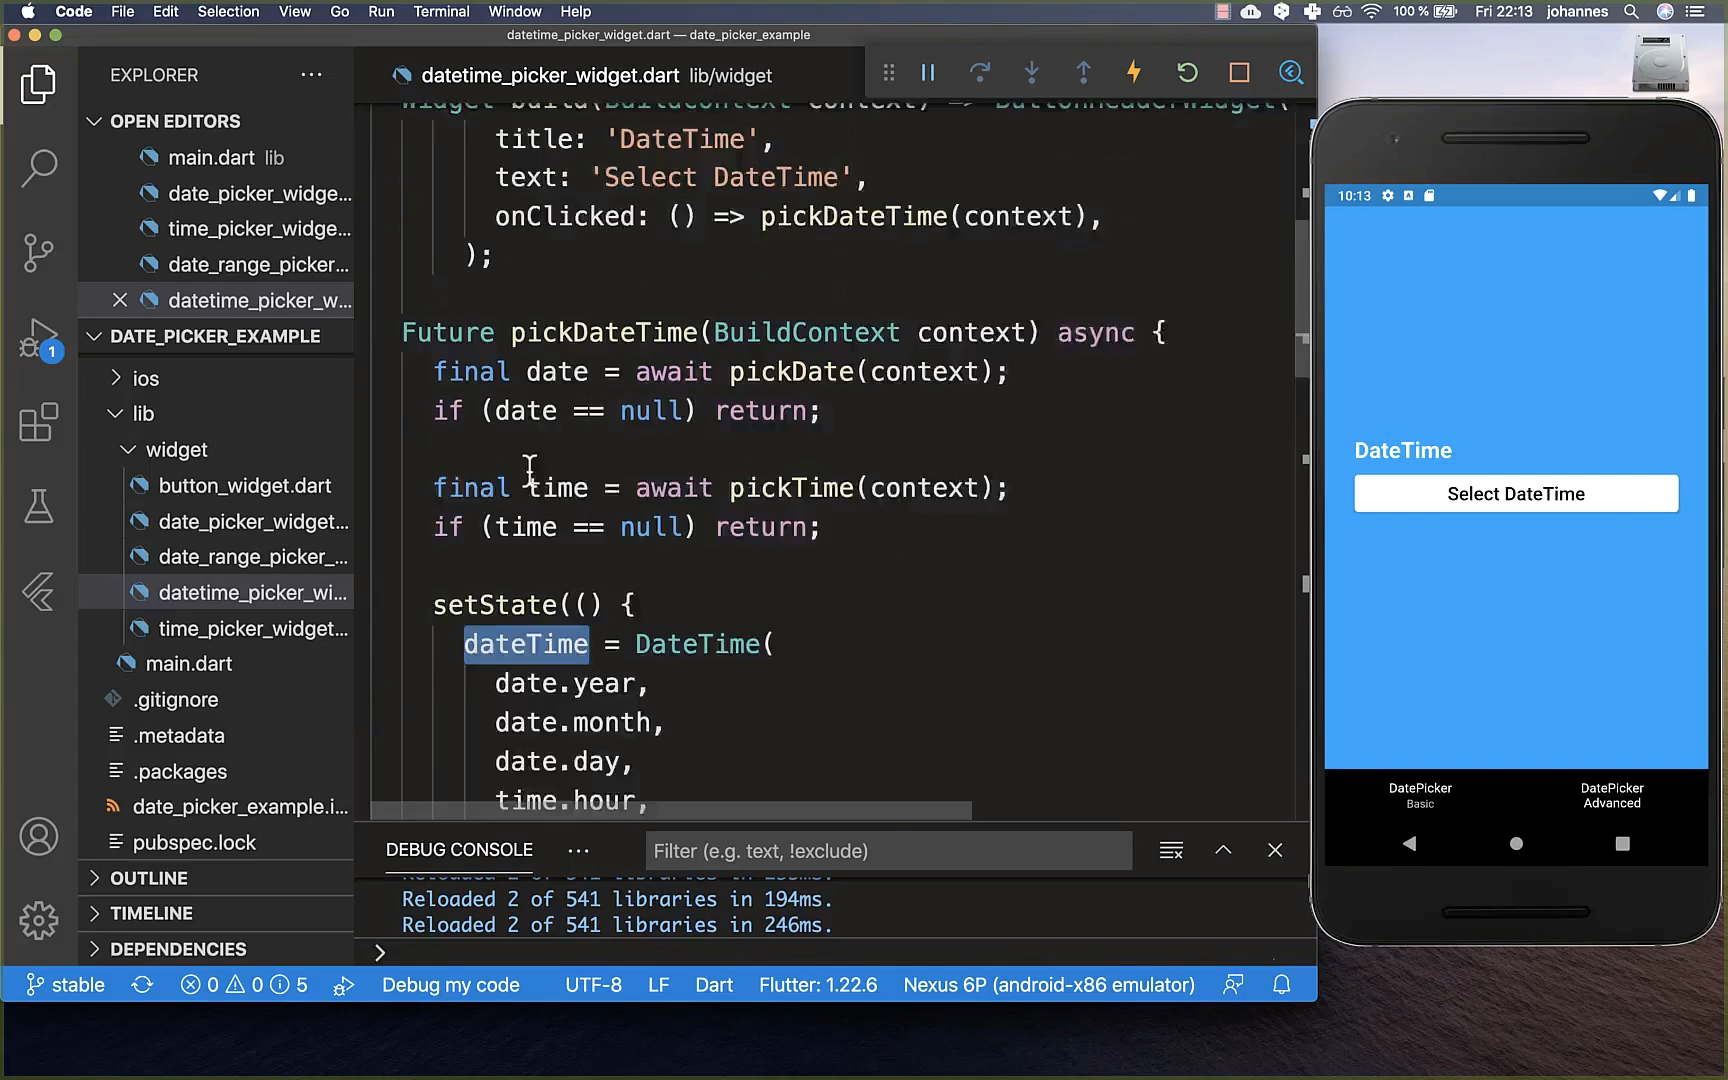 Code File Edit Selection View Go Run Terminal Window Help
100 % Fri 22:13 johannes
datetime_picker_widget.dart — date_picker_example
EXPLORER
datetime_picker_widget.dart lib/widget
OPEN EDITORS
main.dart lib
date_picker_widge...
time_picker_widge...
date_range_picker...
datetime_picker_w...
DATE_PICKER_EXAMPLE
ios
lib
widget
button_widget.dart
date_picker_widget...
date_range_picker_...
datetime_picker_wi...
time_picker_widget...
main.dart
.gitignore
.metadata
.packages
date_picker_example.i...
pubspec.lock
OUTLINE
TIMELINE
DEPENDENCIES
1
Widget build(BuildContext context) => ButtonHeaderWidget(
title: 'DateTime',
text: 'Select DateTime',
onClicked: () => pickDateTime(context),
);
Future pickDateTime(BuildContext context) async {
final date = await pickDate(context);
if (date == null) return;
final time = await pickTime(context);
if (time == null) return;
setState(() {
dateTime = DateTime(
date.year,
date.month,
date.day,
time.hour,
DEBUG CONSOLE
Filter (e.g. text, !exclude)
Reloaded 2 of 541 libraries in 194ms.
Reloaded 2 of 541 libraries in 246ms.
stable 0 0 5 Debug my code UTF-8 LF Dart Flutter: 1.22.6 Nexus 6P (android-x86 emulator)
10:13
DateTime
Select DateTime
DatePicker
Basic
DatePicker
Advanced